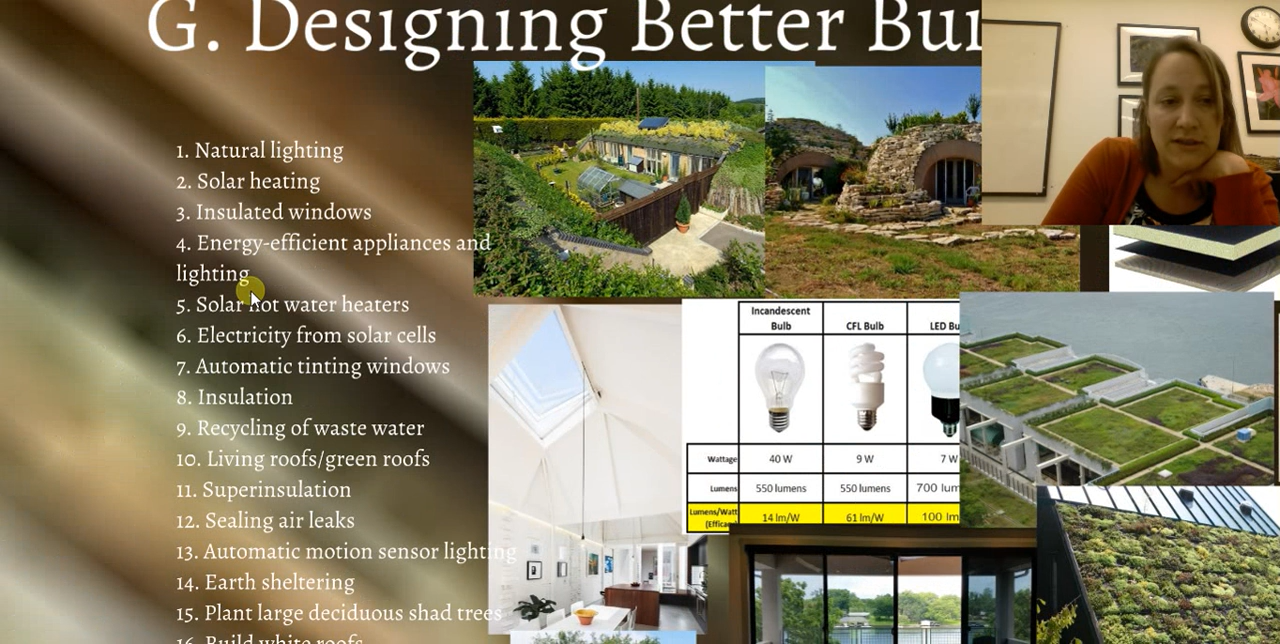 G. Designing Better
1. Natural lighting
2. Solar heating
3. Insulated windows
4. Energy-efficient appliances and
lighting
5. Solar hot water heaters
6. Electricity from solar cells
7. Automatic tinting windows
8. Insulation
9. Recycling of waste water
10. Living roofs/green roofs
11. Superinsulation
12. Sealing air leaks
13. Automatic motion sensor lighting
14. Earth sheltering
15. Plant large deciduous shad trees
16. Build white roofs
Incandescent Bulb CFL Bulb LED
Wattage 40 W 9 W 7 W
Lumens 550 lumens 550 lumens 700
Lumens/Watt 14 lm/W 61 lm/W 100